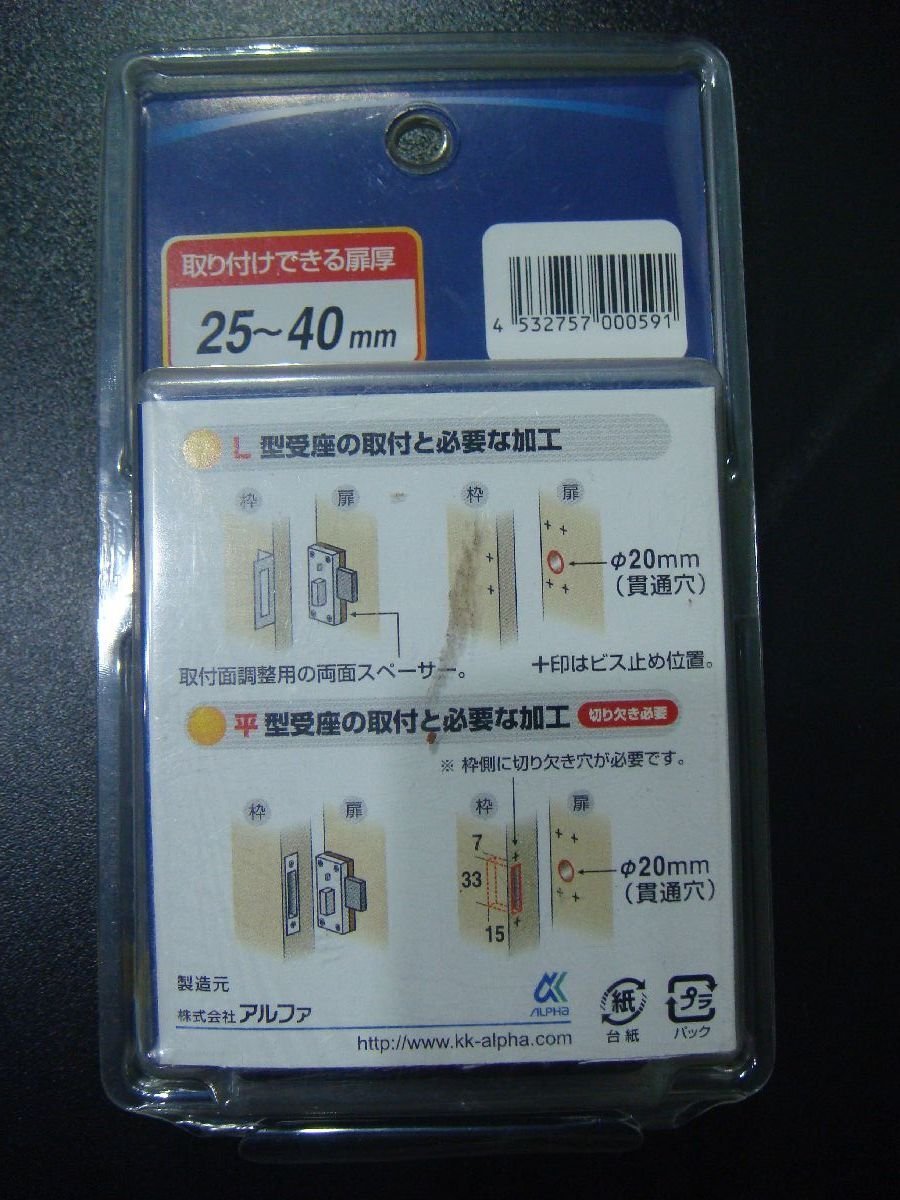 取り付けできる扉厚
25～40 mm
4 532757 000591
L 型受座の取付と必要な加工
枠 扉 枠 扉
φ20mm
(貫通穴)
取付面調整用の両面スペーサー。
＋印はビス止め位置。
平 型受座の取付と必要な加工 切り欠き必要
※ 枠側に切り欠き穴が必要です。
枠 扉 枠 扉
7
33
15
φ20mm
(貫通穴)
製造元
株式会社 アルファ
ALPHA
http://www.kk-alpha.com
紙
台紙
プラ
パック